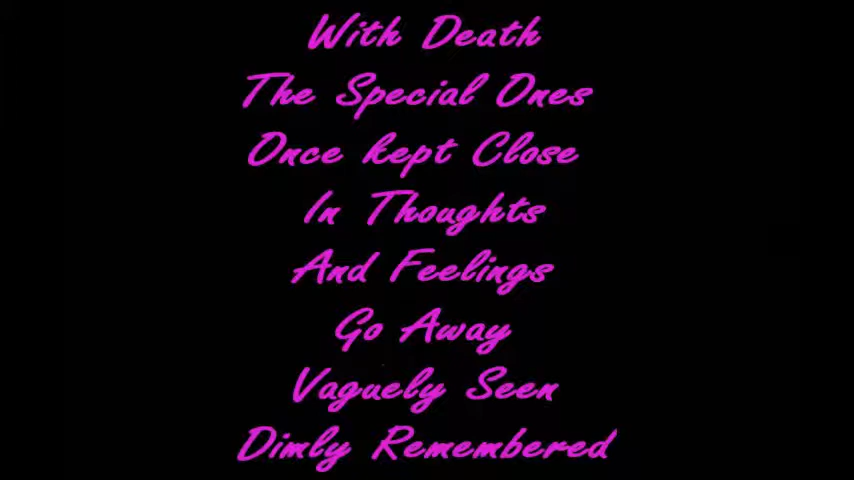 With Death
The Special Ones
Once kept Close
In Thoughts
And Feelings
Go Away
Vaguely Seen
Dimly Remembered